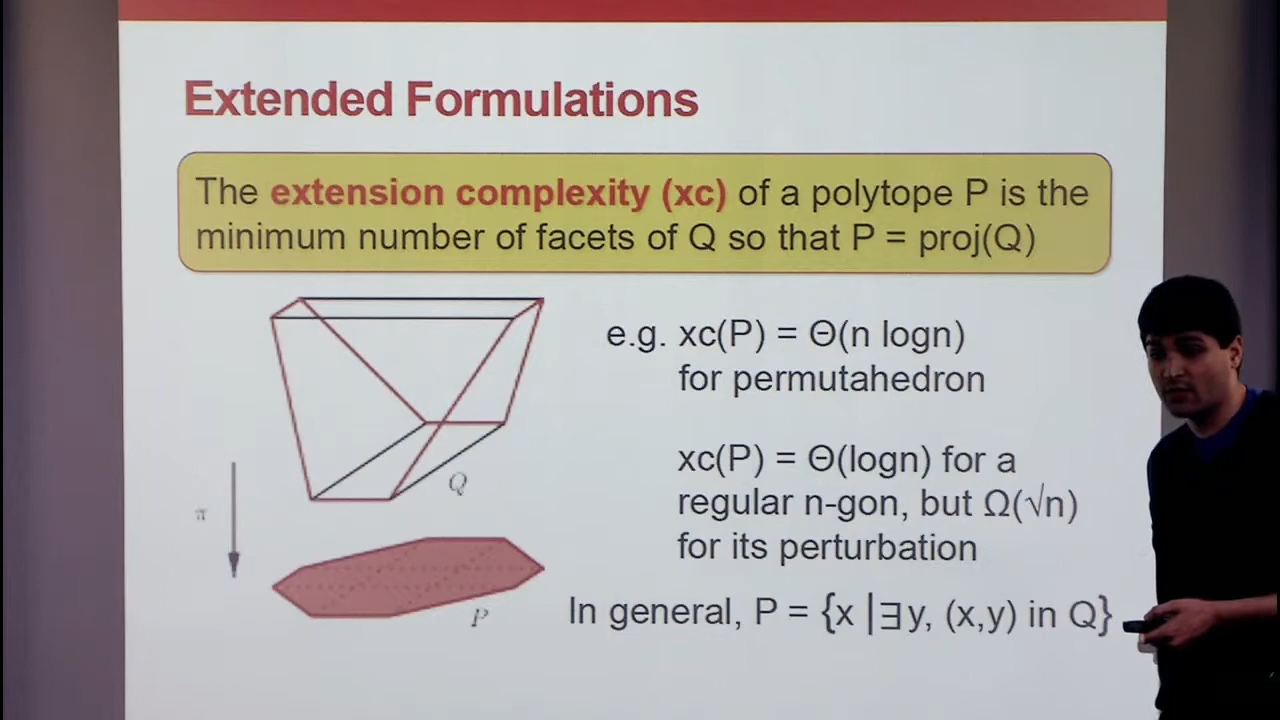 Extended Formulations
The extension complexity (xc) of a polytope P is the
minimum number of facets of Q so that P = proj(Q)
e.g. xc(P) = Θ(n logn)
for permutahedron
xc(P) = Θ(logn) for a
regular n-gon, but Ω(√n)
for its perturbation
Q
π
P
In general, P = {x |∃y, (x,y) in Q}